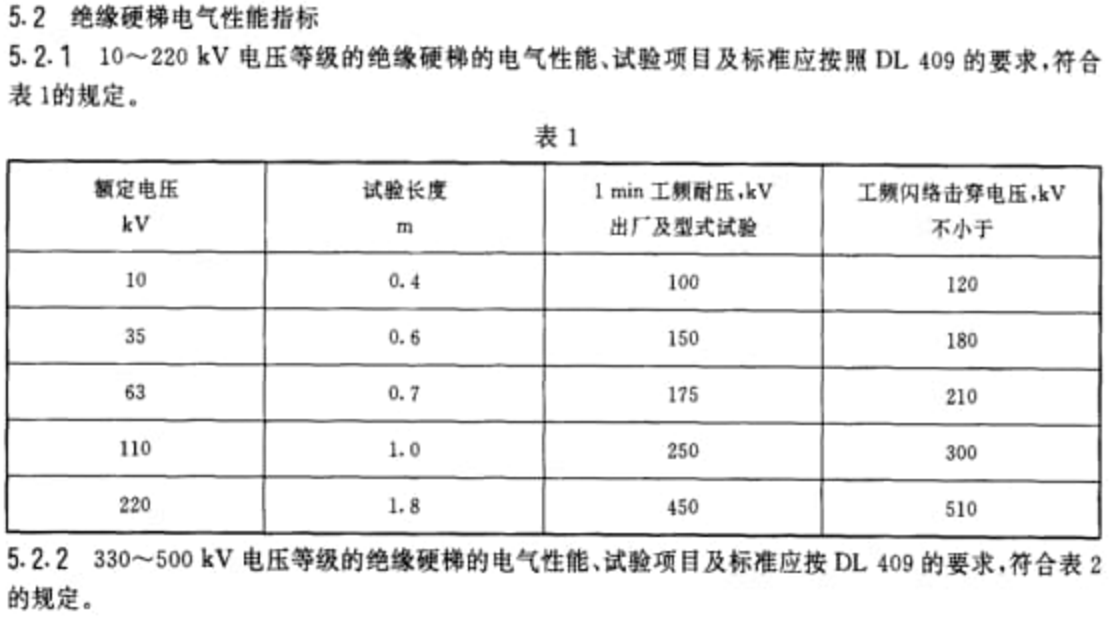 5.2 绝缘硬梯电气性能指标
5.2.1 10～220 kV 电压等级的绝缘硬梯的电气性能、试验项目及标准应按照 DL 409 的要求,符合
表 1的规定。
表 1
额定电压 试验长度 1 min 工频耐压,kV 工频闪络击穿电压,kV
kV m 出厂及型式试验 不小于
10 0.4 100 120
35 0.6 150 180
63 0.7 175 210
110 1.0 250 300
220 1.8 450 510
5.2.2 330～500 kV 电压等级的绝缘硬梯的电气性能、试验项目及标准应按 DL 409 的要求,符合表 2
的规定。